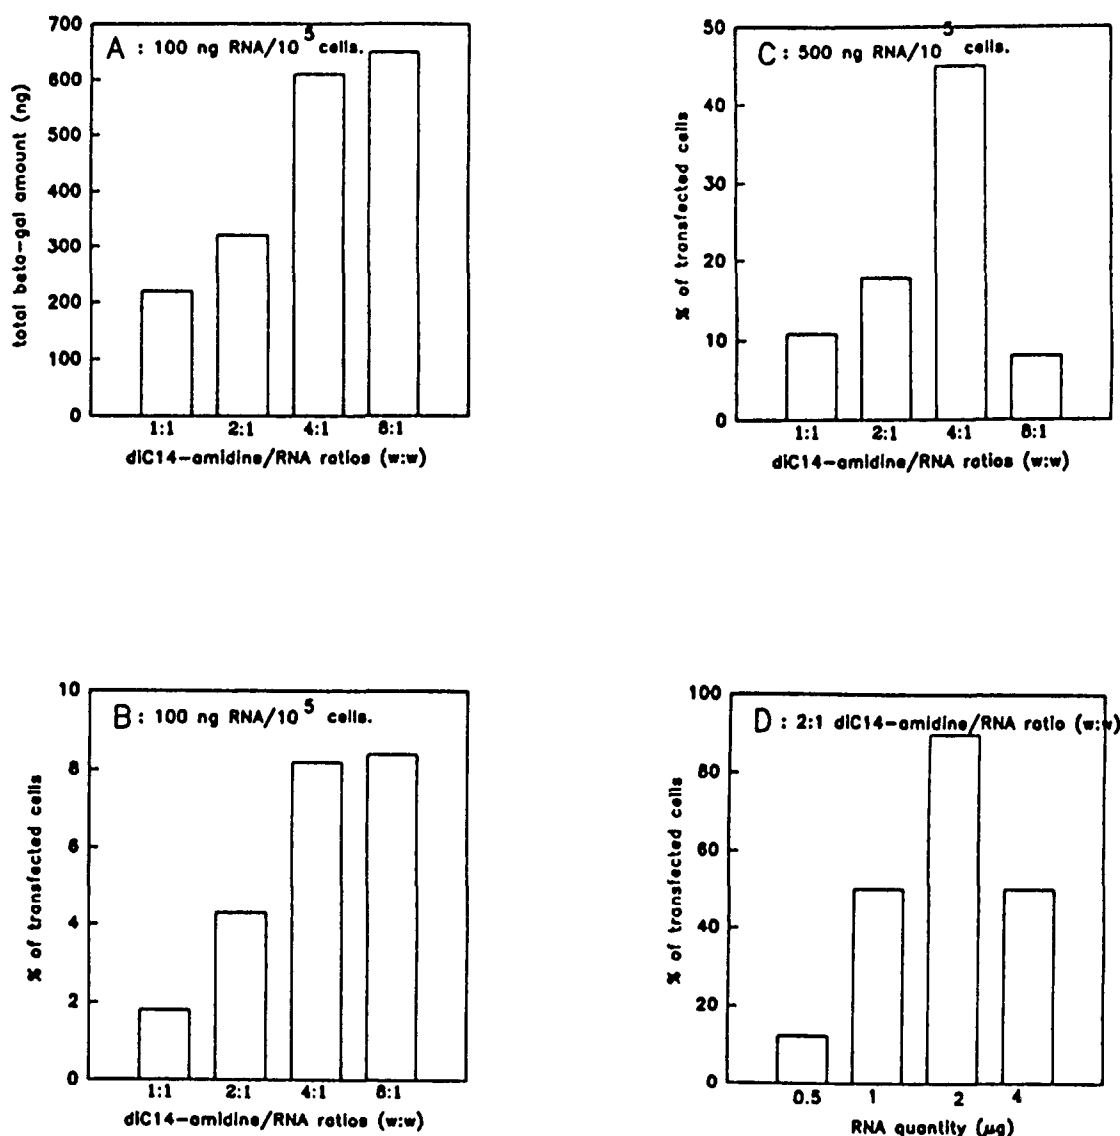 A : 100 ng RNA/10⁵ cells.
total beta-gal amount (ng)
700
600
500
400
300
200
100
0
1:1 2:1 4:1 8:1
diC14-amidine/RNA ratios (w:w)
C : 500 ng RNA/10⁵ cells.
% of transfected cells
50
40
30
20
10
0
1:1 2:1 4:1 8:1
diC14-amidine/RNA ratios (w:w)
B : 100 ng RNA/10⁵ cells.
% of transfected cells
10
8
6
4
2
0
1:1 2:1 4:1 8:1
diC14-amidine/RNA ratios (w:w)
D : 2:1 diC14-amidine/RNA ratio (w:w)
% of transfected cells
100
80
60
40
20
0
0.5 1 2 4
RNA quantity (µg)